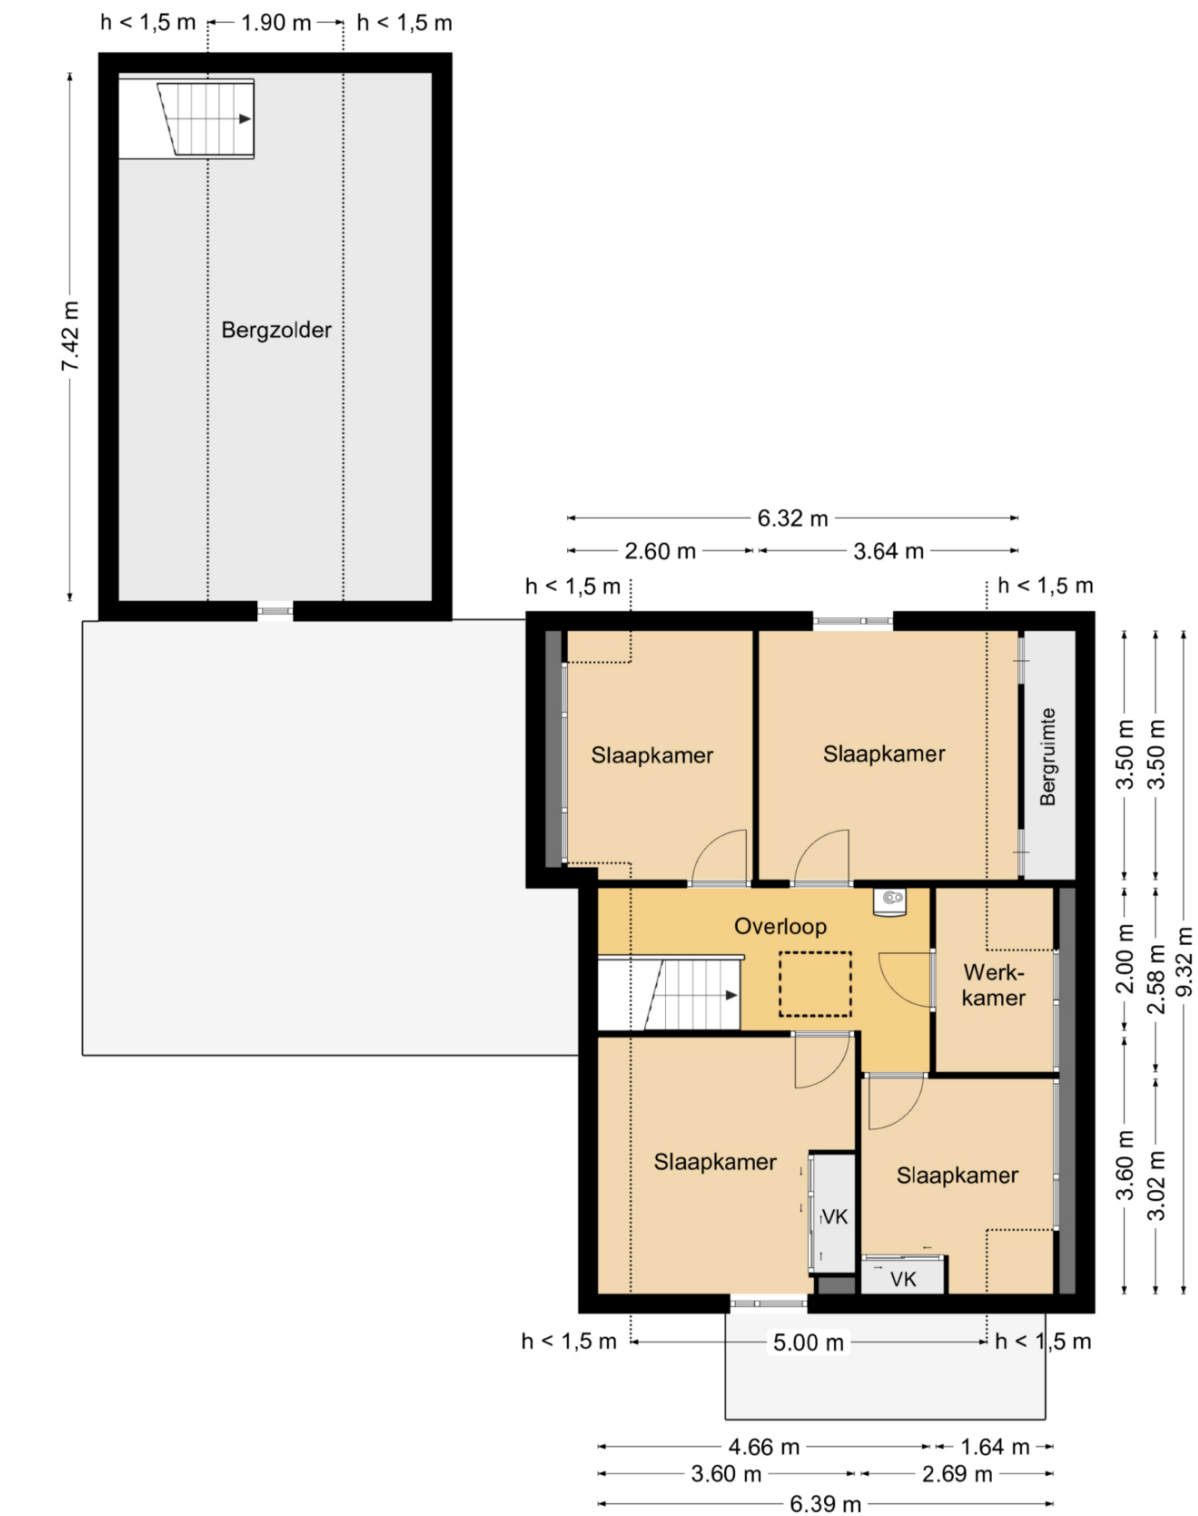 h < 1,5 m
1.90 m
h < 1,5 m
7.42 m
Bergzolder
6.32 m
2.60 m
3.64 m
h < 1,5 m
h < 1,5 m
Slaapkamer
Slaapkamer
Bergruimte
3.50 m
3.50 m
Overloop
Werk-
kamer
2.00 m
2.58 m
9.32 m
Slaapkamer
Slaapkamer
VK
VK
3.60 m
3.02 m
h < 1,5 m
5.00 m
h < 1,5 m
4.66 m
1.64 m
3.60 m
2.69 m
6.39 m